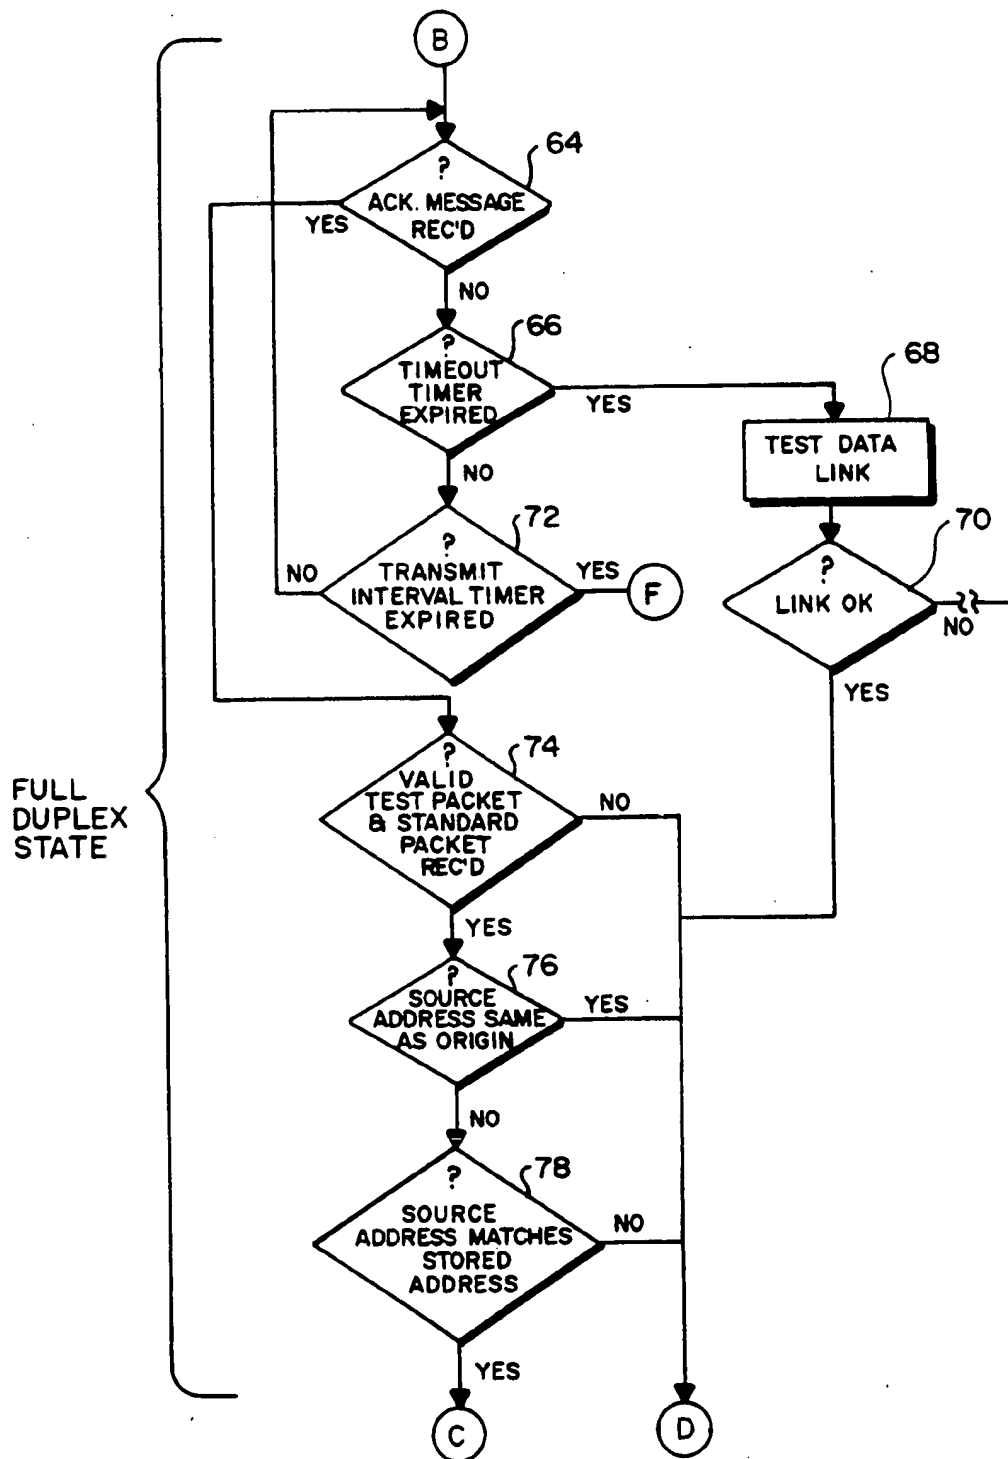 B
64
?
ACK. MESSAGE
REC'D
YES
NO
66
?
TIMEOUT
TIMER
EXPIRED
YES
NO
68
TEST DATA
LINK
70
?
LINK OK
NO
YES
72
?
TRANSMIT
INTERVAL TIMER
EXPIRED
NO
YES
F
74
?
VALID
TEST PACKET
& STANDARD
PACKET
REC'D
NO
YES
FULL
DUPLEX
STATE
76
?
SOURCE
ADDRESS SAME
AS ORIGIN
YES
NO
78
?
SOURCE
ADDRESS MATCHES
STORED
ADDRESS
NO
YES
C
D